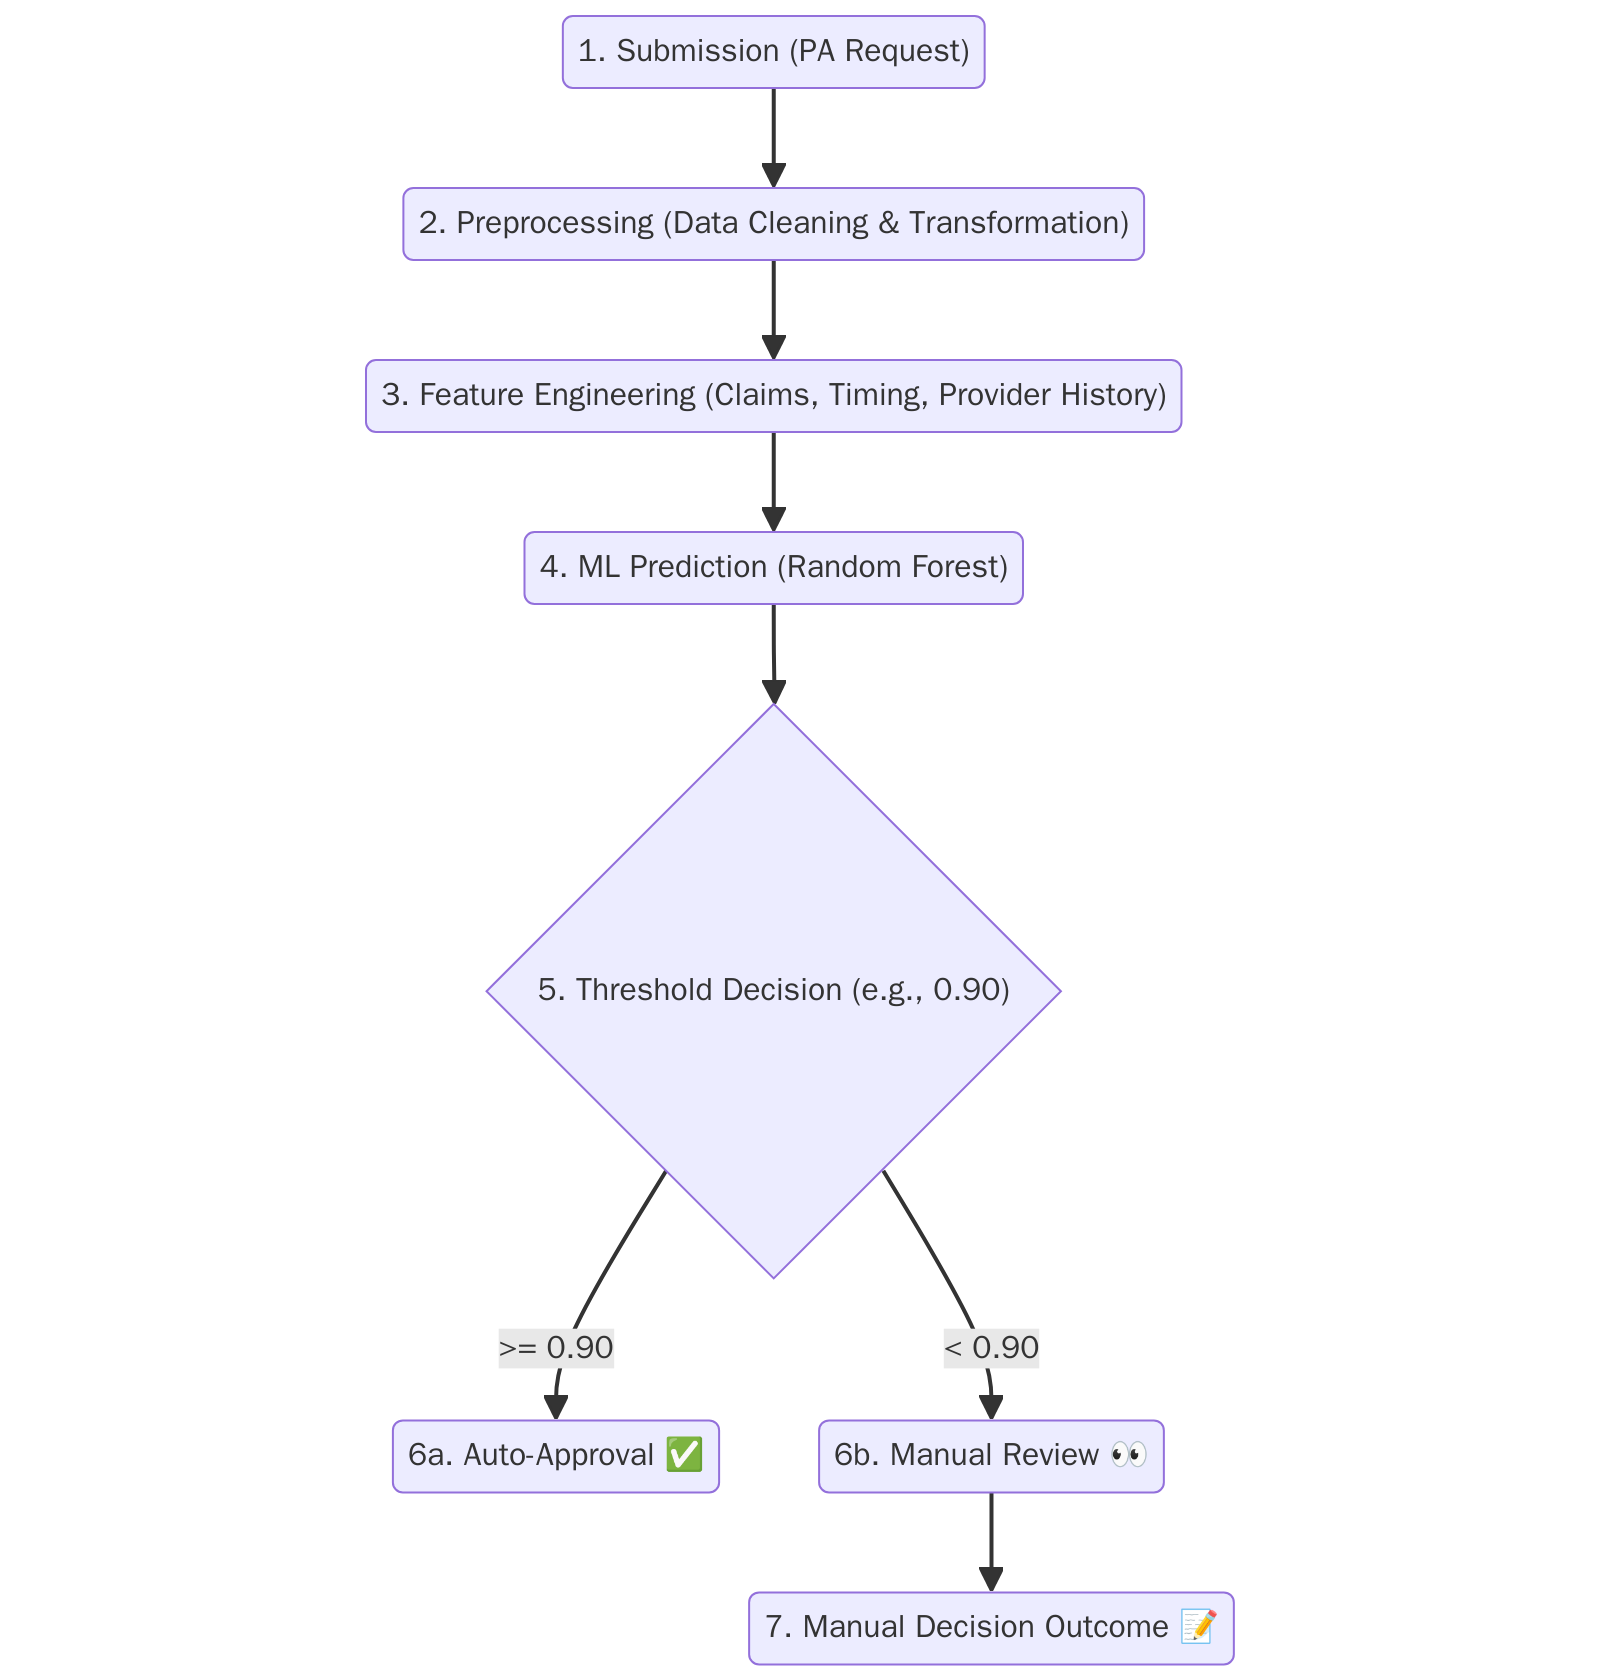 1. Submission (PA Request)
2. Preprocessing (Data Cleaning & Transformation)
3. Feature Engineering (Claims, Timing, Provider History)
4. ML Prediction (Random Forest)
5. Threshold Decision (e.g., 0.90)
>= 0.90
< 0.90
6a. Auto-Approval ✅
6b. Manual Review 👀
7. Manual Decision Outcome 📝